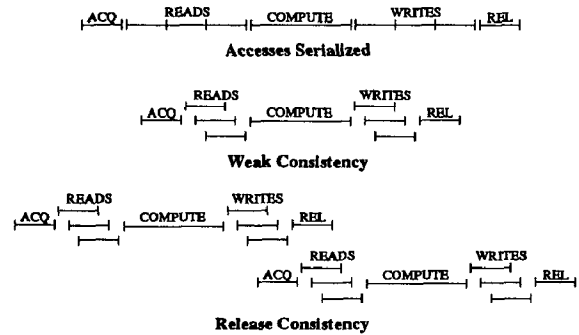 ACQ READS COMPUTE WRITES REL
Accesses Serialized
READS WRITES
ACQ COMPUTE REL
Weak Consistency
READS WRITES
ACQ COMPUTE REL
READS WRITES
ACQ COMPUTE REL
Release Consistency